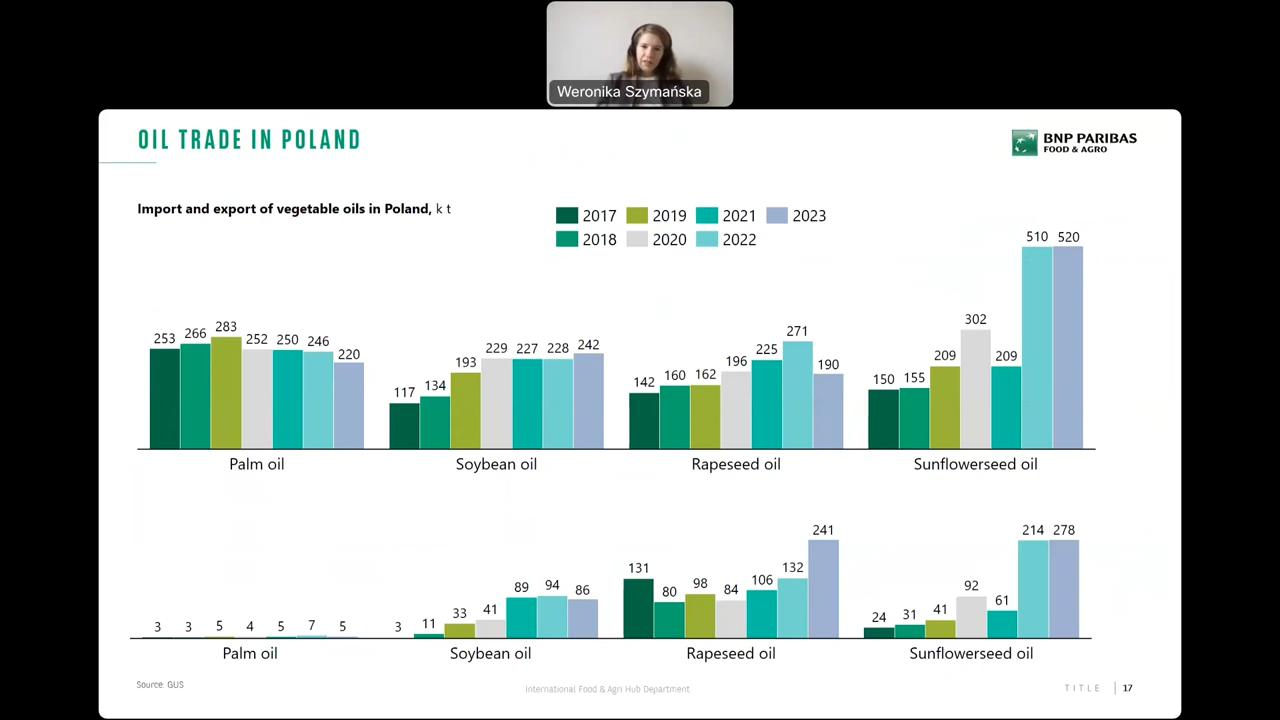 Weronika Szymańska
OIL TRADE IN POLAND
BNP PARIBAS
FOOD & AGRO
Import and export of vegetable oils in Poland, k t
2017 2019 2021 2023
2018 2020 2022
253 266 283 252 250 246 220
117 134 193 229 227 228 242
142 160 162 196 225 271 190
150 155 209 302 209 510 520
Palm oil Soybean oil Rapeseed oil Sunflowerseed oil
3 3 5 4 5 7 5
3 11 33 41 89 94 86
131 80 98 84 106 132 241
24 31 41 92 61 214 278
Palm oil Soybean oil Rapeseed oil Sunflowerseed oil
Source: GUS
International Food & Agri Hub Department
TITLE 17